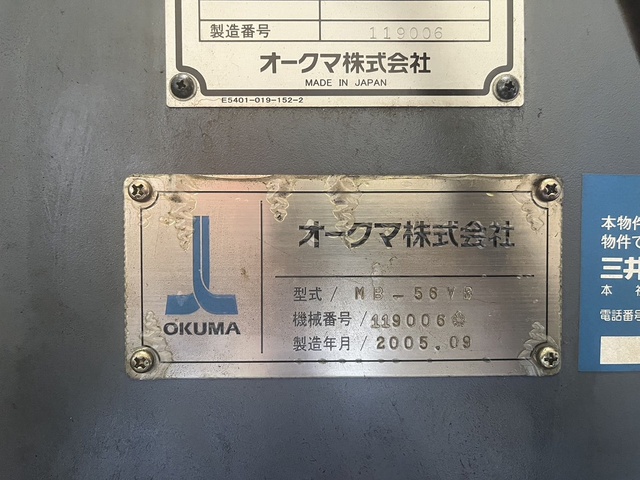 製造番号 119006
オークマ株式会社
MADE IN JAPAN
E5401-019-152-2
オークマ株式会社
型式 / MB-56VB
機械番号 / 119006
製造年月 / 2005.09
OKUMA
本物件
物件で
三井
本
電話番号